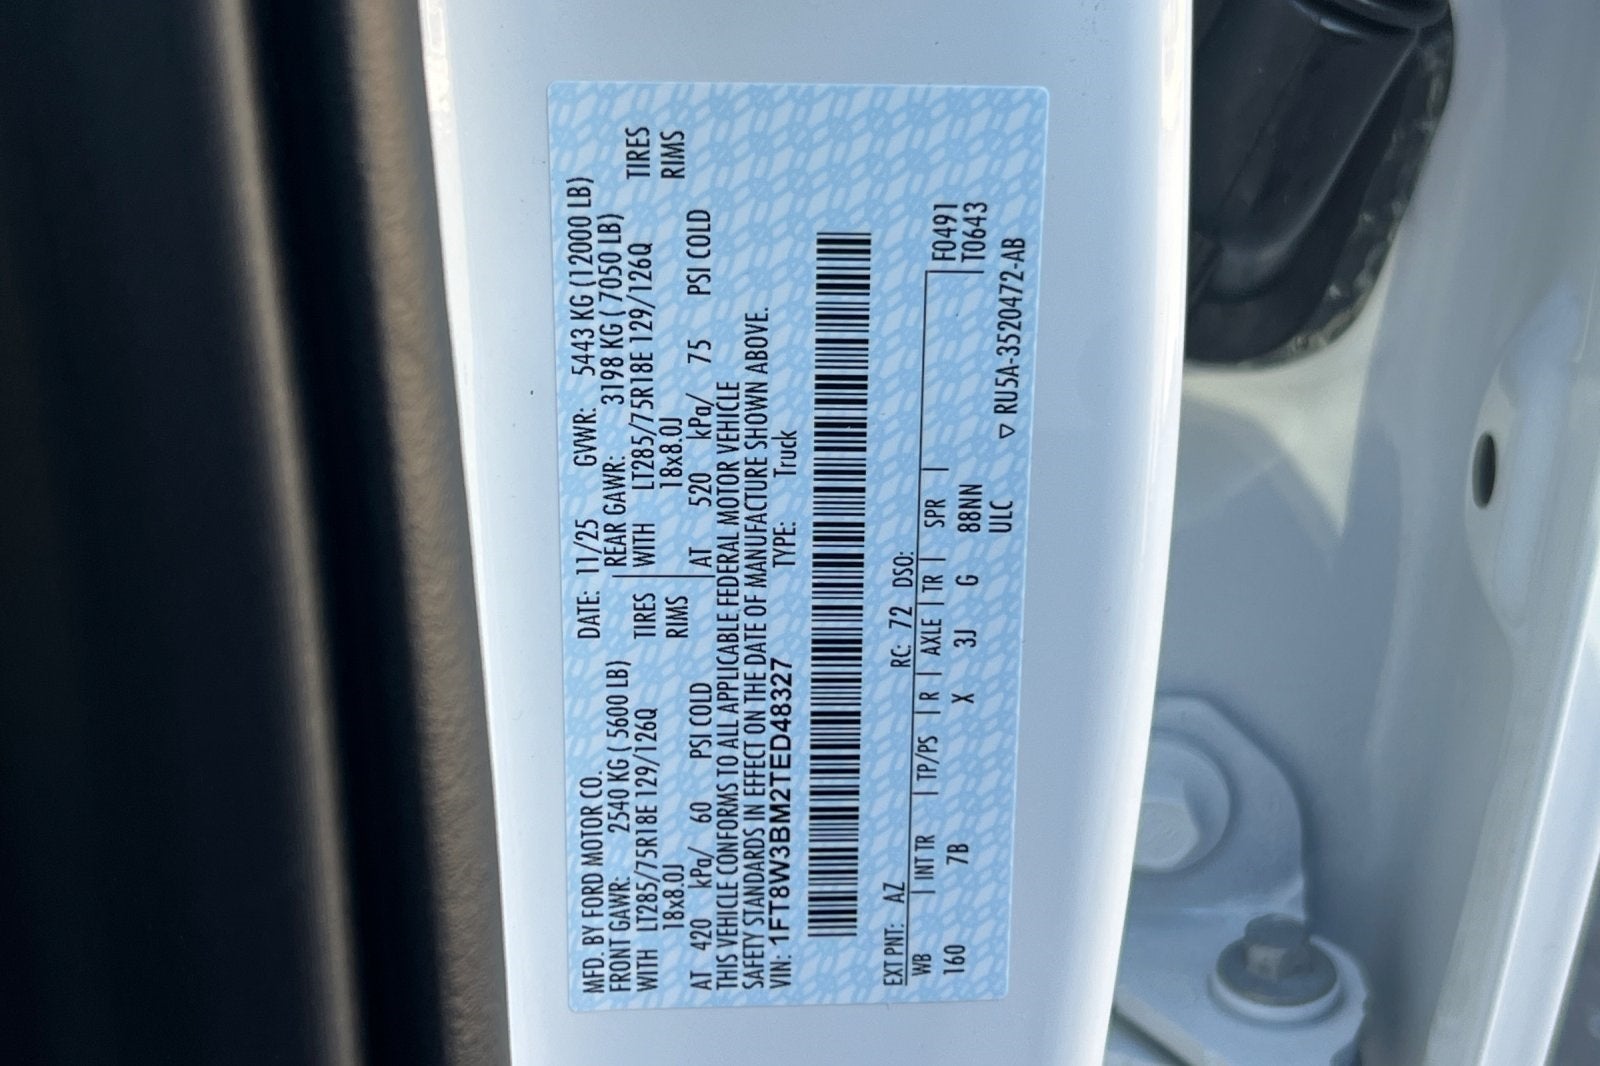 MFD. BY FORD MOTOR CO.
DATE: 11/25 GVWR: 5443 KG (12000 LB)
FRONT GAWR: 2540 KG ( 5600 LB)
REAR GAWR: 3198 KG ( 7050 LB)
WITH LT285/75R18E 129/126Q TIRES
WITH LT285/75R18E 129/126Q TIRES
18x8.0J RIMS
18x8.0J RIMS
AT 420 kPa/ 60 PSI COLD
AT 520 kPa/ 75 PSI COLD
THIS VEHICLE CONFORMS TO ALL APPLICABLE FEDERAL MOTOR VEHICLE
SAFETY STANDARDS IN EFFECT ON THE DATE OF MANUFACTURE SHOWN ABOVE.
VIN: 1FT8W3BM2TED48327 TYPE: Truck
EXT PNT: AZ RC: 72 DSO:
WB | INT TR | TP/PS | R | AXLE | TR | SPR | F0491
160 7B X 3J G 88NN T0643
ULC ▽ RU5A-3520472-AB